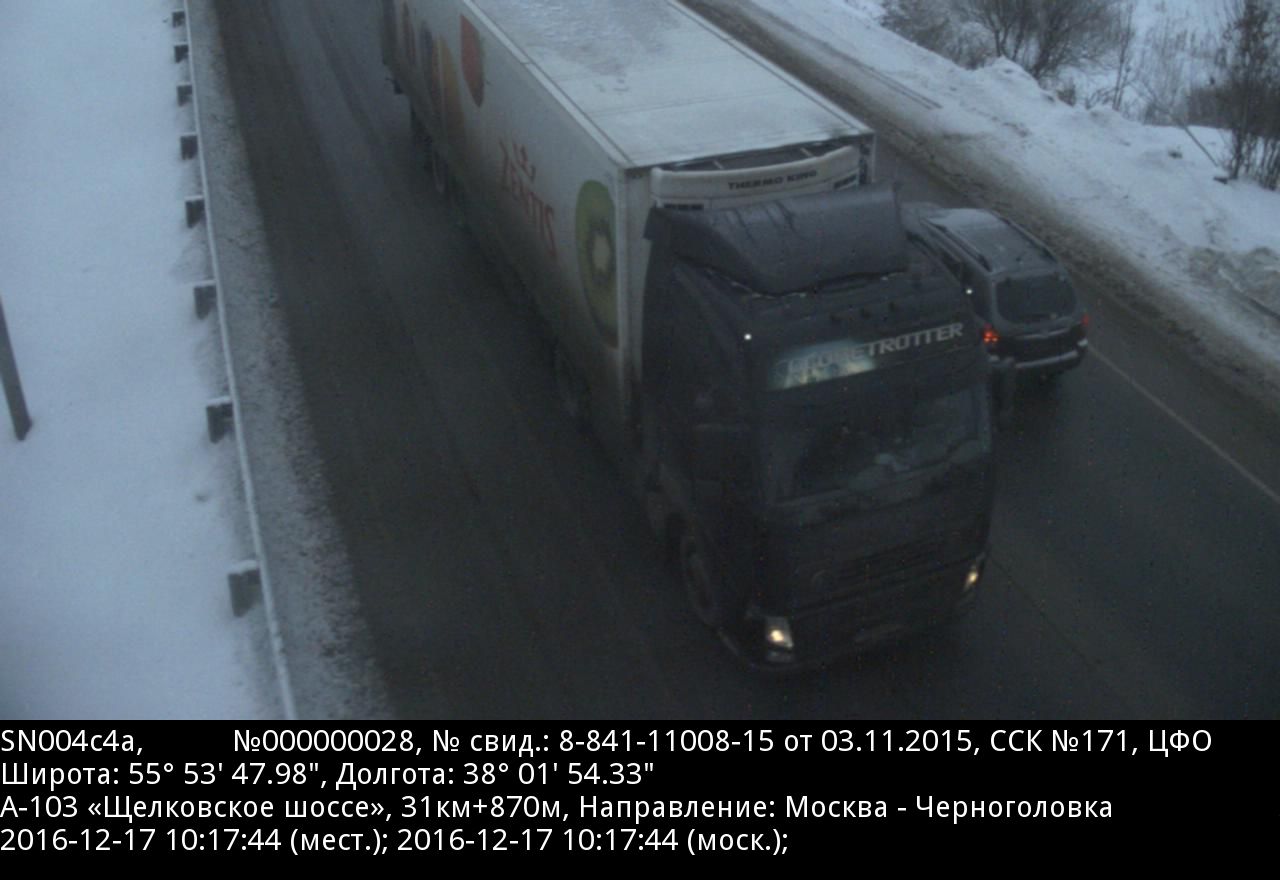 ZENTIS
THERMO KING
GLOBETROTTER
SN004c4a, №000000028, № свид.: 8-841-11008-15 от 03.11.2015, ССК №171, ЦФО
Широта: 55° 53' 47.98", Долгота: 38° 01' 54.33"
А-103 «Щелковское шоссе», 31км+870м, Направление: Москва - Черноголовка
2016-12-17 10:17:44 (мест.); 2016-12-17 10:17:44 (моск.);